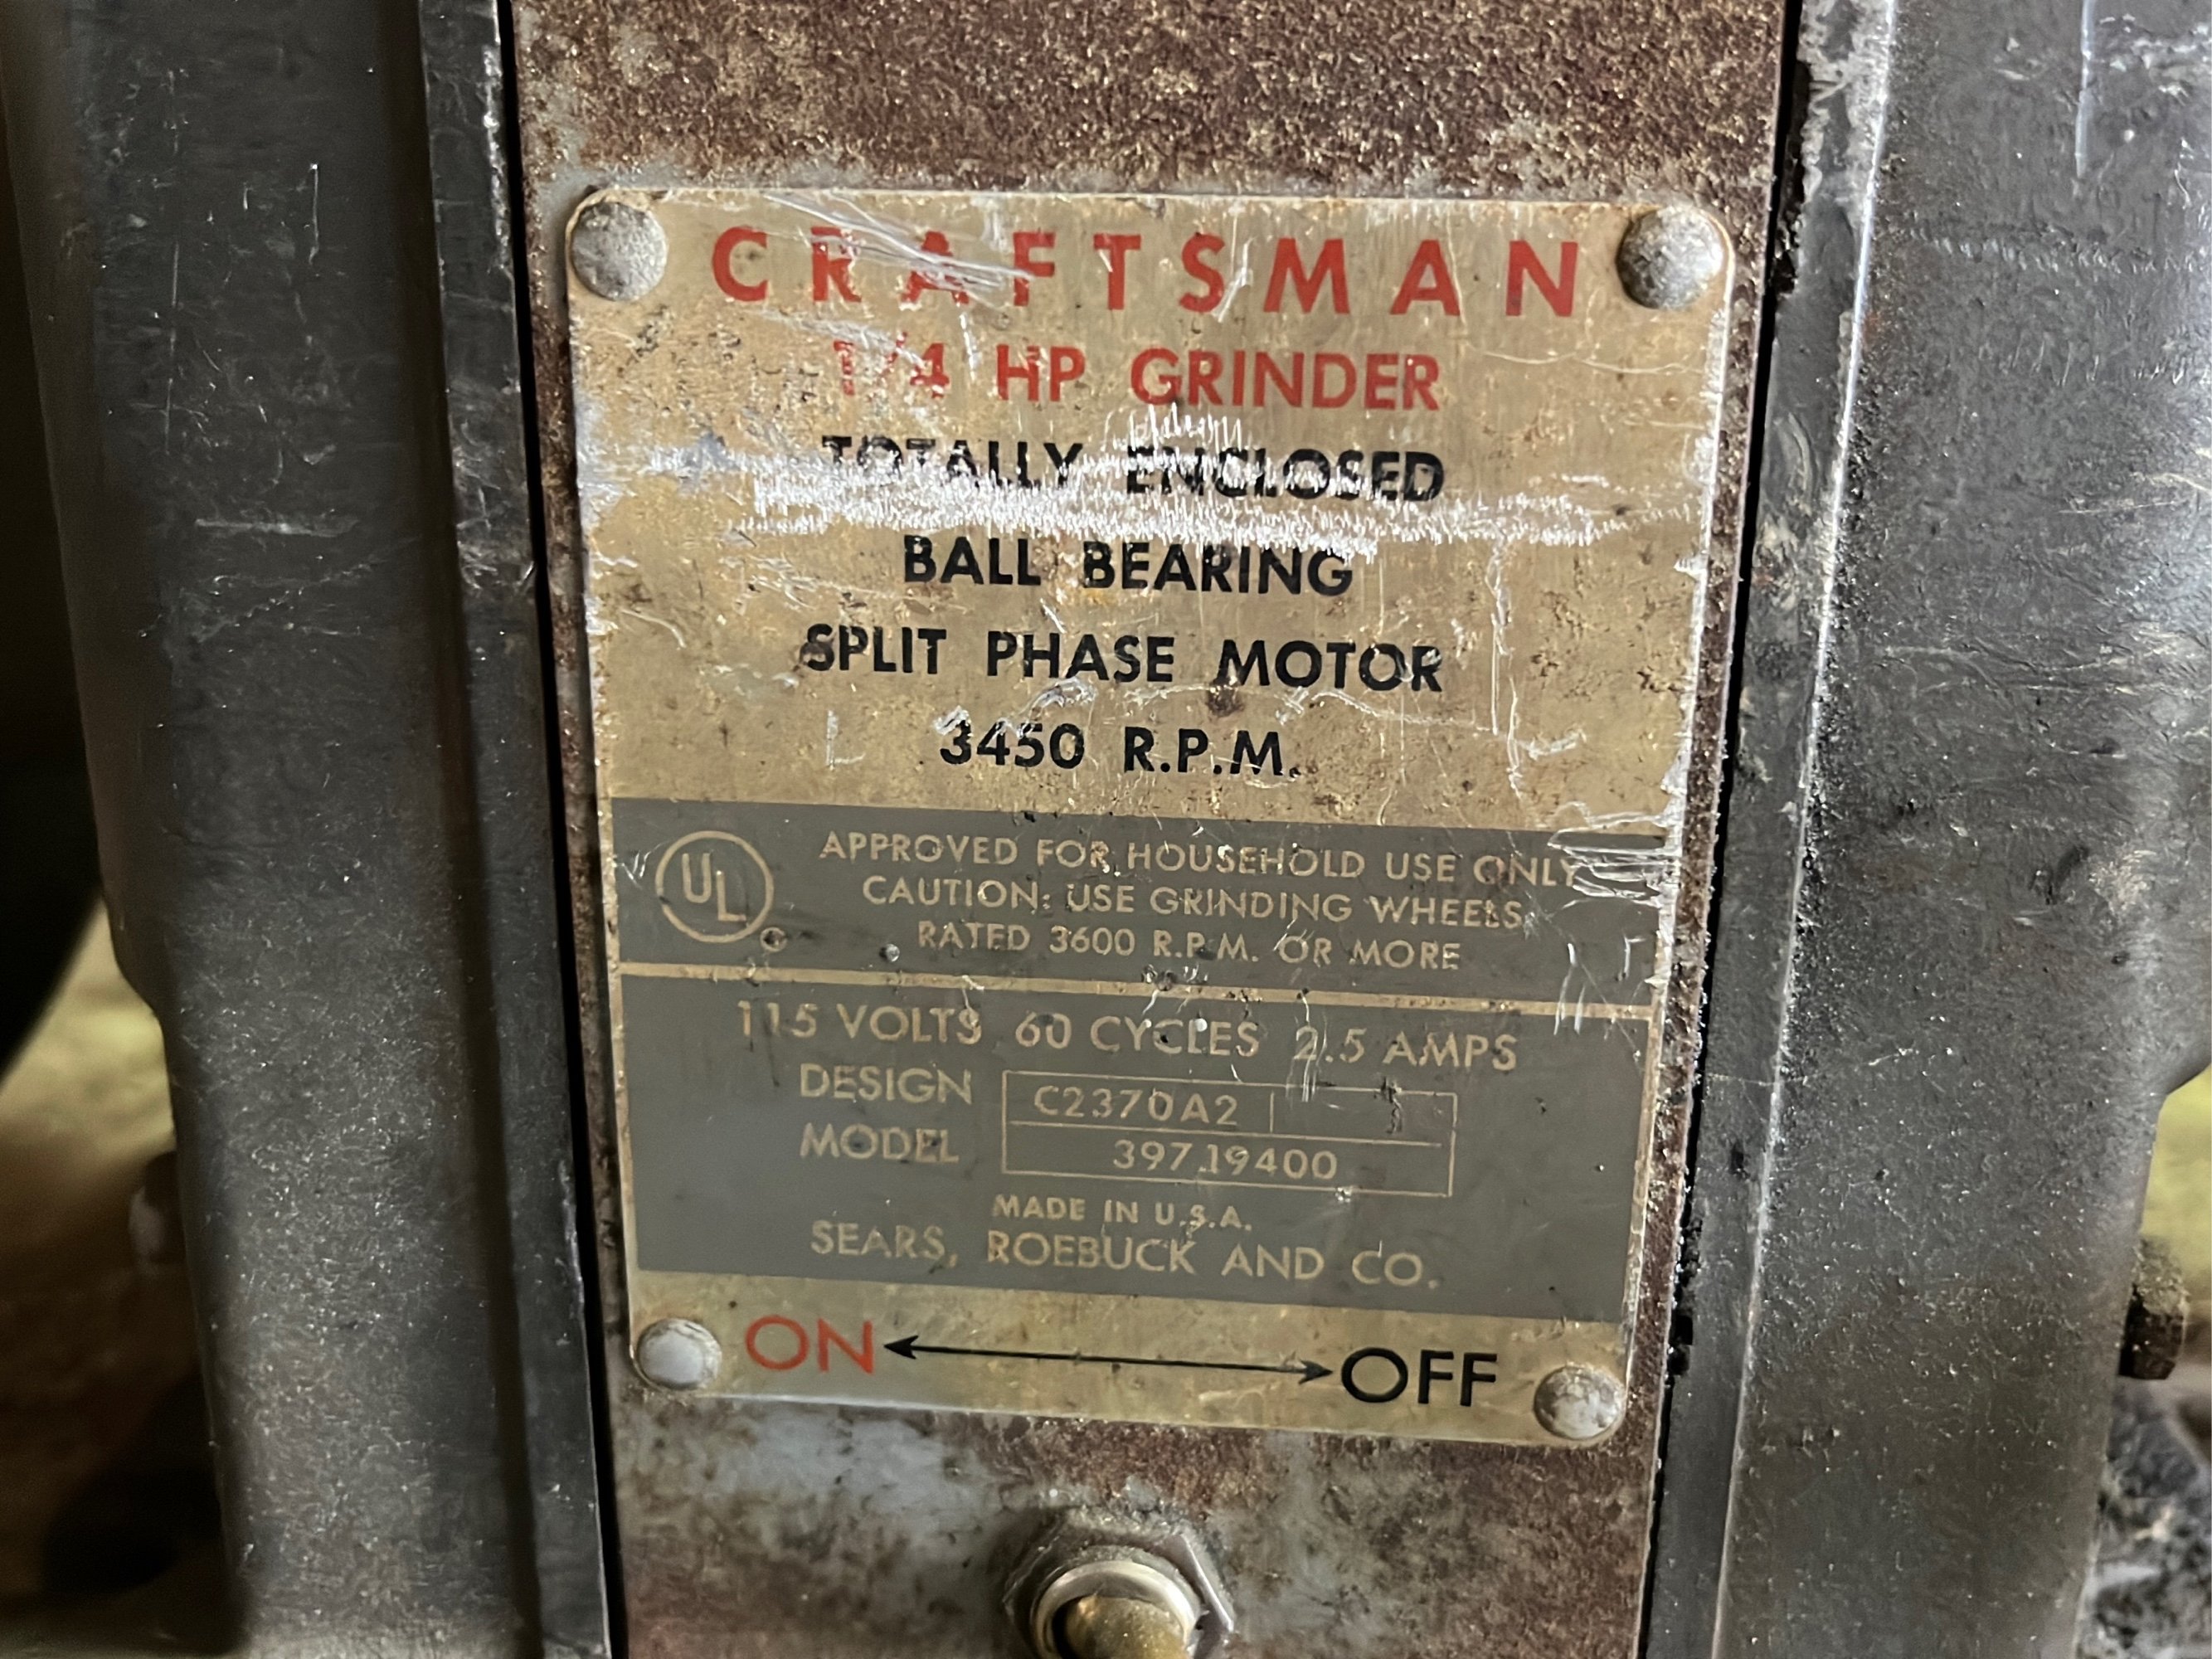 CRAFTSMAN
1/4 HP GRINDER
TOTALLY ENCLOSED
BALL BEARING
SPLIT PHASE MOTOR
3450 R.P.M.
UL
APPROVED FOR HOUSEHOLD USE ONLY
CAUTION: USE GRINDING WHEELS
RATED 3600 R.P.M. OR MORE
115 VOLTS 60 CYCLES 2.5 AMPS
DESIGN C2370A2
MODEL 397.19400
MADE IN U.S.A.
SEARS, ROEBUCK AND CO.
ON OFF